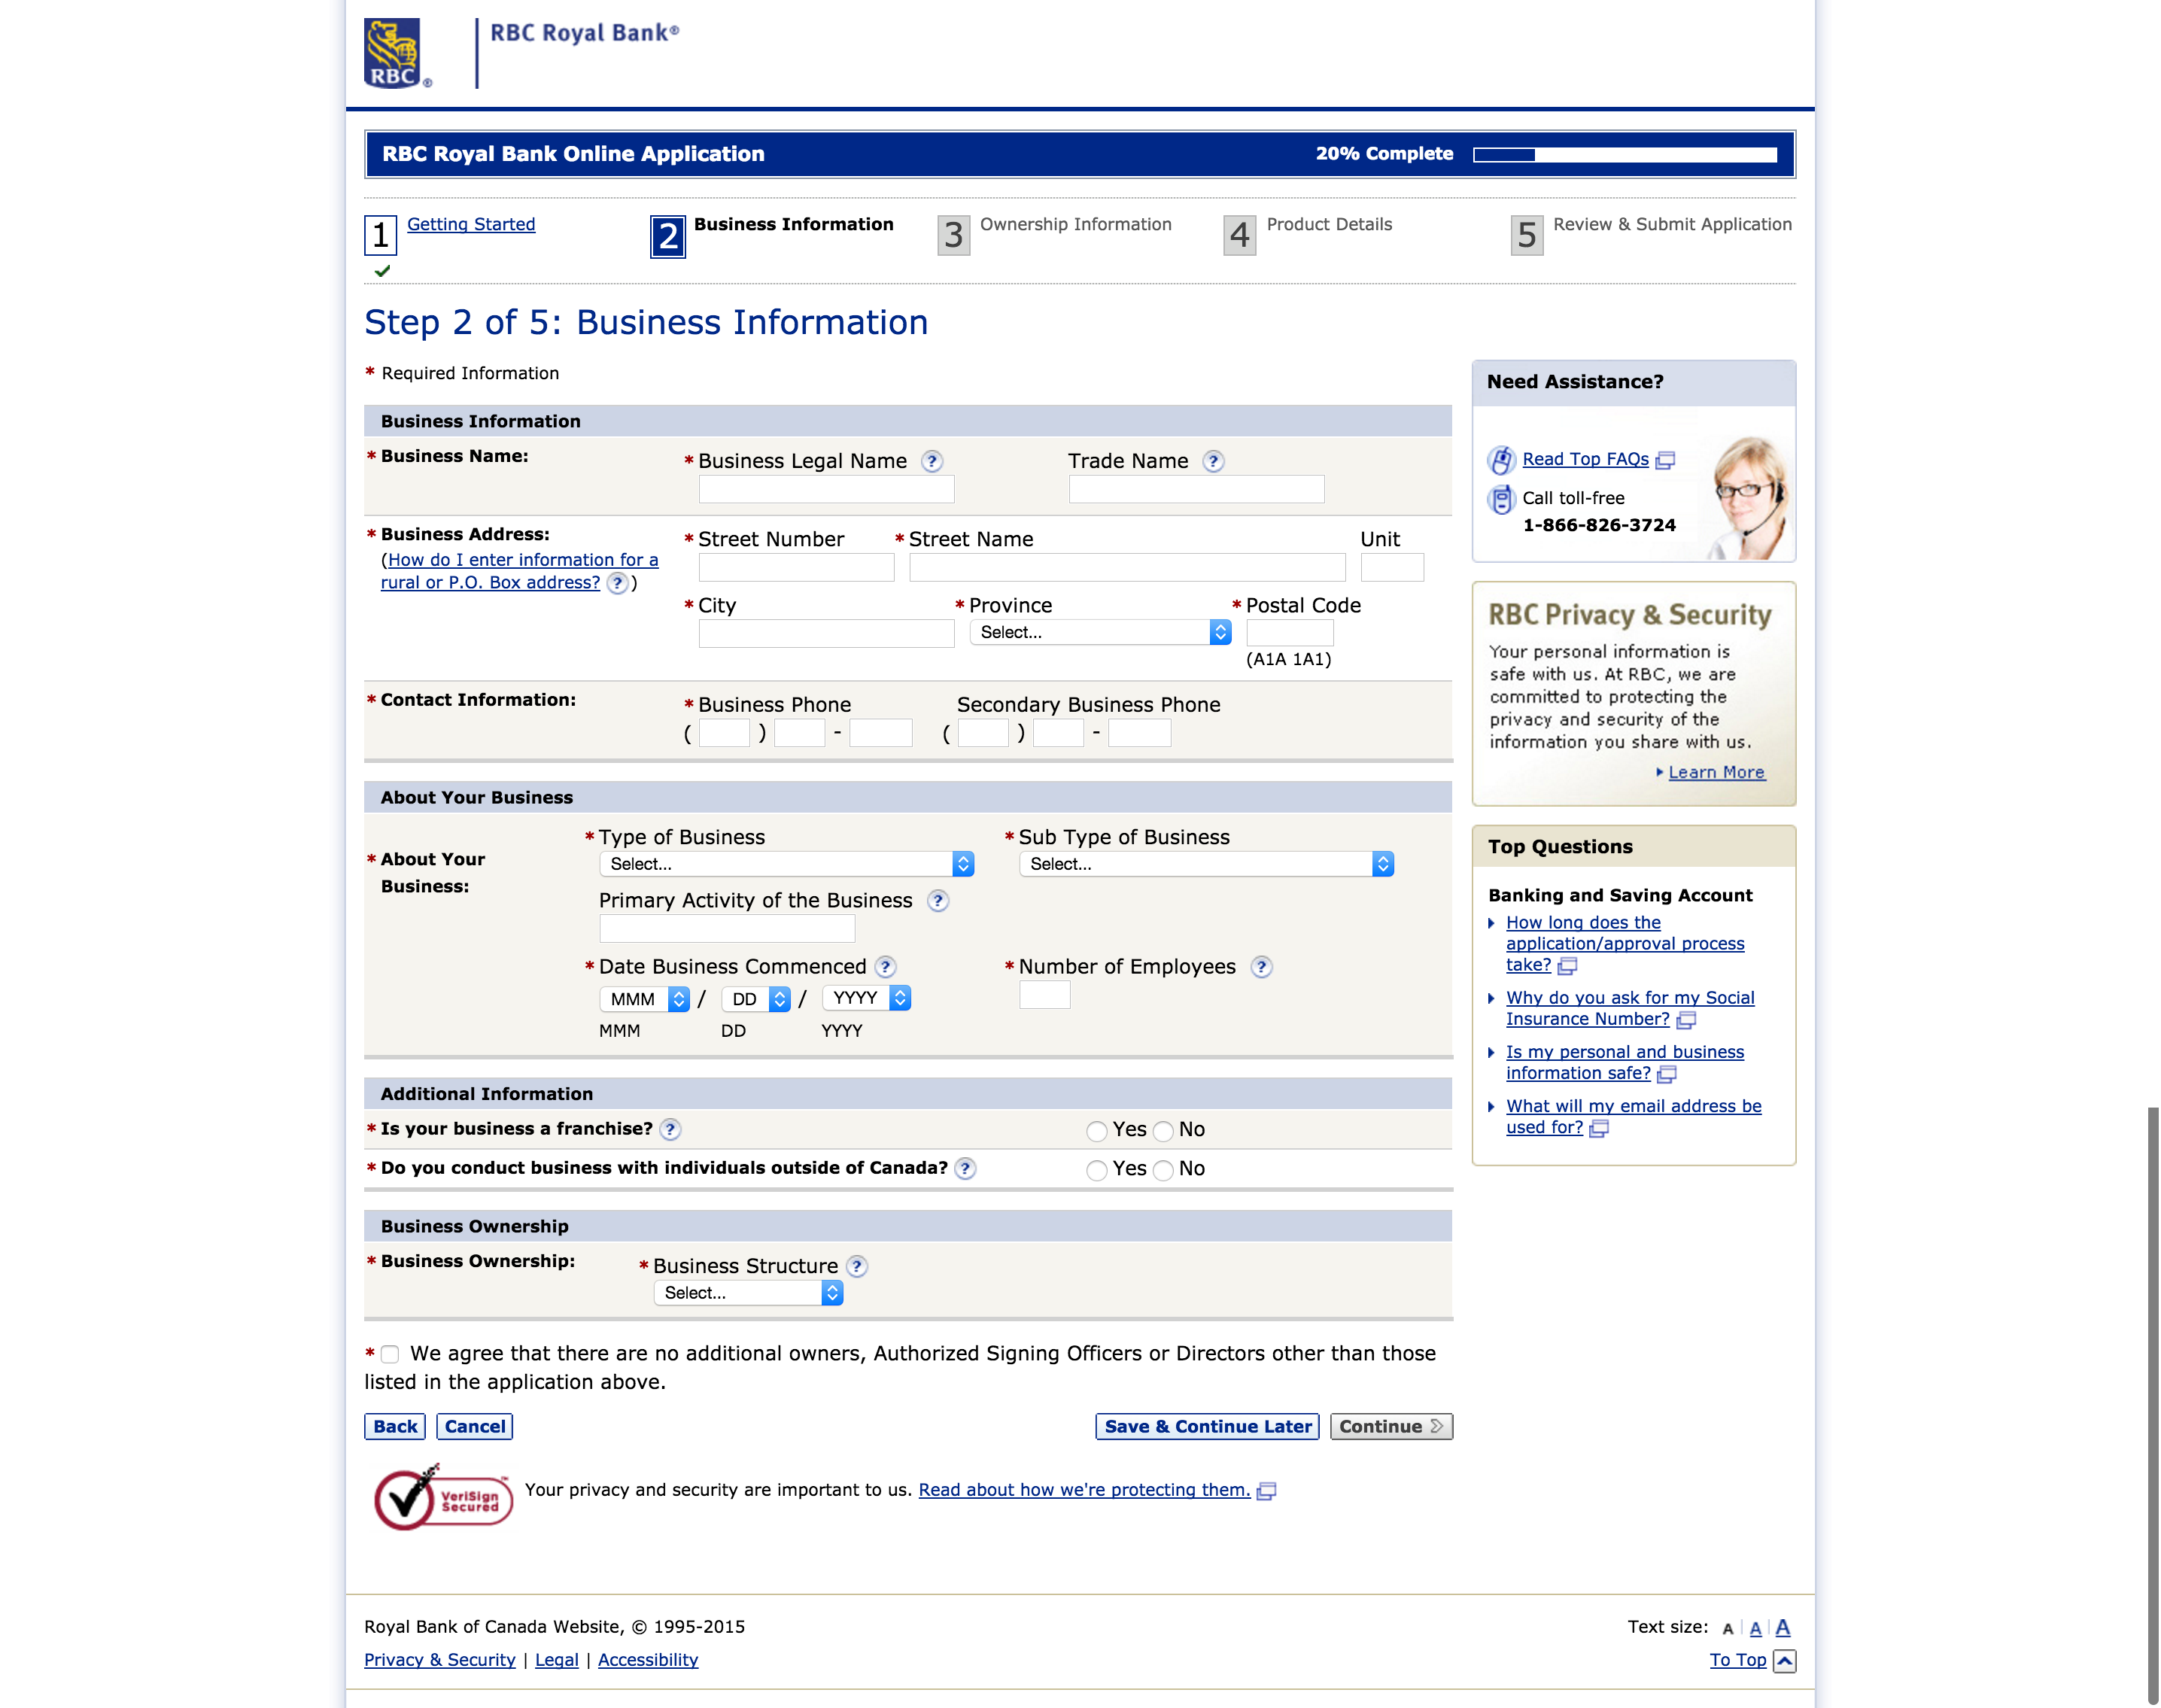 RBC ®
RBC Royal Bank®
RBC Royal Bank Online Application
20% Complete
1 Getting Started
2 Business Information
3 Ownership Information
4 Product Details
5 Review & Submit Application
Step 2 of 5: Business Information
* Required Information
Business Information
* Business Name:
* Business Legal Name ?
Trade Name ?
* Business Address:
(How do I enter information for a
rural or P.O. Box address? ?)
* Street Number
* Street Name
Unit
* City
* Province
* Postal Code
Select...
(A1A 1A1)
* Contact Information:
* Business Phone
Secondary Business Phone
( ) -
( ) -
About Your Business
* About Your
Business:
* Type of Business
* Sub Type of Business
Select...
Select...
Primary Activity of the Business ?
* Date Business Commenced ?
* Number of Employees ?
MMM / DD / YYYY
MMM DD YYYY
Additional Information
* Is your business a franchise? ?
Yes No
* Do you conduct business with individuals outside of Canada? ?
Yes No
Business Ownership
* Business Ownership:
* Business Structure ?
Select...
* We agree that there are no additional owners, Authorized Signing Officers or Directors other than those
listed in the application above.
Back
Cancel
Save & Continue Later
Continue
VeriSign
Secured
™
Your privacy and security are important to us. Read about how we're protecting them.
Need Assistance?
Read Top FAQs
Call toll-free
1-866-826-3724
RBC Privacy & Security
Your personal information is
safe with us. At RBC, we are
committed to protecting the
privacy and security of the
information you share with us.
Learn More
Top Questions
Banking and Saving Account
How long does the
application/approval process
take?
Why do you ask for my Social
Insurance Number?
Is my personal and business
information safe?
What will my email address be
used for?
Royal Bank of Canada Website, © 1995-2015
Text size: A | A | A
Privacy & Security | Legal | Accessibility
To Top